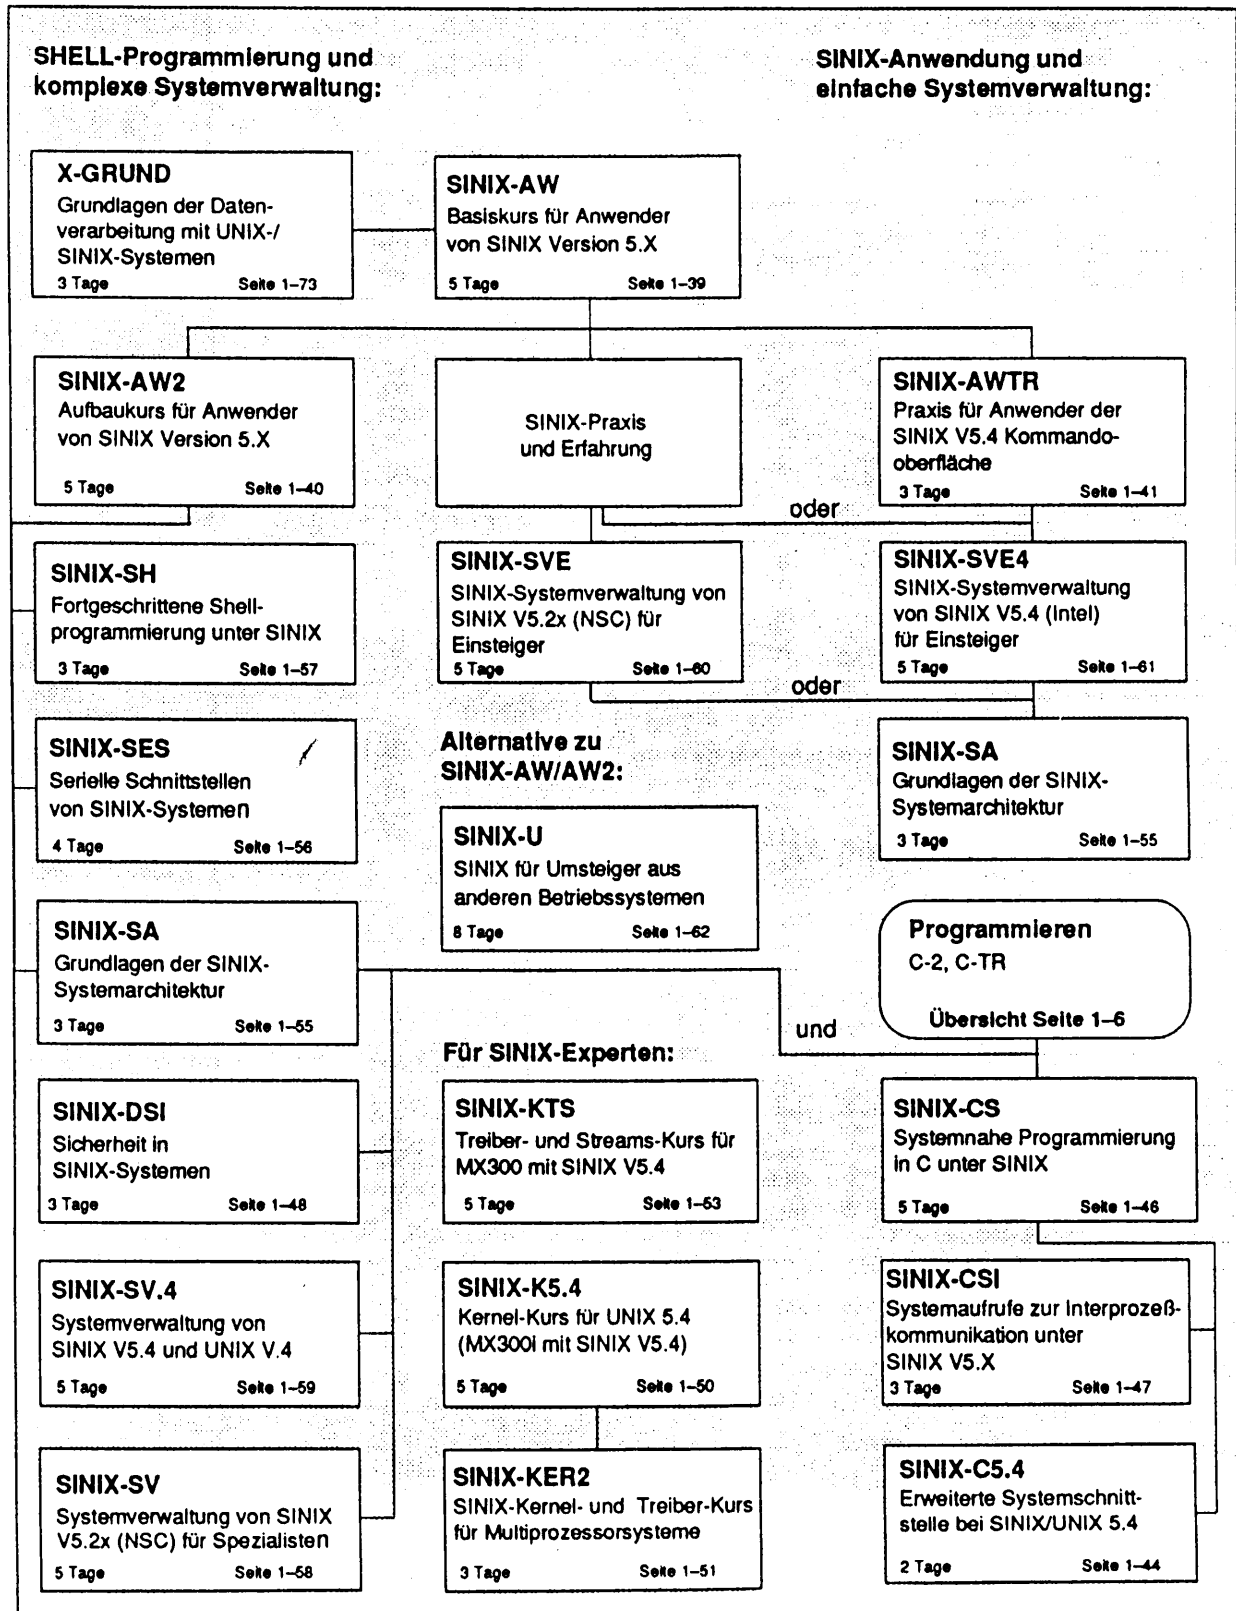 SHELL-Programmierung und
komplexe Systemverwaltung:
SINIX-Anwendung und
einfache Systemverwaltung:
X-GRUND
Grundlagen der Daten-
verarbeitung mit UNIX-/
SINIX-Systemen
3 Tage Seite 1–73
SINIX-AW
Basiskurs für Anwender
von SINIX Version 5.X
5 Tage Seite 1–39
SINIX-AW2
Aufbaukurs für Anwender
von SINIX Version 5.X
5 Tage Seite 1–40
SINIX-Praxis
und Erfahrung
SINIX-AWTR
Praxis für Anwender der
SINIX V5.4 Kommando-
oberfläche
3 Tage Seite 1–41
oder
SINIX-SH
Fortgeschrittene Shell-
programmierung unter SINIX
3 Tage Seite 1–57
SINIX-SVE
SINIX-Systemverwaltung von
SINIX V5.2x (NSC) für
Einsteiger
5 Tage Seite 1–60
SINIX-SVE4
SINIX-Systemverwaltung
von SINIX V5.4 (Intel)
für Einsteiger
5 Tage Seite 1–61
oder
SINIX-SES
Serielle Schnittstellen
von SINIX-Systemen
4 Tage Seite 1–56
Alternative zu
SINIX-AW/AW2:
SINIX-U
SINIX für Umsteiger aus
anderen Betriebssystemen
8 Tage Seite 1–62
SINIX-SA
Grundlagen der SINIX-
Systemarchitektur
3 Tage Seite 1–55
SINIX-SA
Grundlagen der SINIX-
Systemarchitektur
3 Tage Seite 1–55
Programmieren
C-2, C-TR
Übersicht Seite 1–6
und
Für SINIX-Experten:
SINIX-DSI
Sicherheit in
SINIX-Systemen
3 Tage Seite 1–48
SINIX-KTS
Treiber- und Streams-Kurs für
MX300 mit SINIX V5.4
5 Tage Seite 1–53
SINIX-CS
Systemnahe Programmierung
in C unter SINIX
5 Tage Seite 1–46
SINIX-SV.4
Systemverwaltung von
SINIX V5.4 und UNIX V.4
5 Tage Seite 1–59
SINIX-K5.4
Kernel-Kurs für UNIX 5.4
(MX300i mit SINIX V5.4)
5 Tage Seite 1–50
SINIX-CSI
Systemaufrufe zur Interprozeß-
kommunikation unter
SINIX V5.X
3 Tage Seite 1–47
SINIX-SV
Systemverwaltung von SINIX
V5.2x (NSC) für Spezialisten
5 Tage Seite 1–58
SINIX-KER2
SINIX-Kernel- und Treiber-Kurs
für Multiprozessorsysteme
3 Tage Seite 1–51
SINIX-C5.4
Erweiterte Systemschnitt-
stelle bei SINIX/UNIX 5.4
2 Tage Seite 1–44